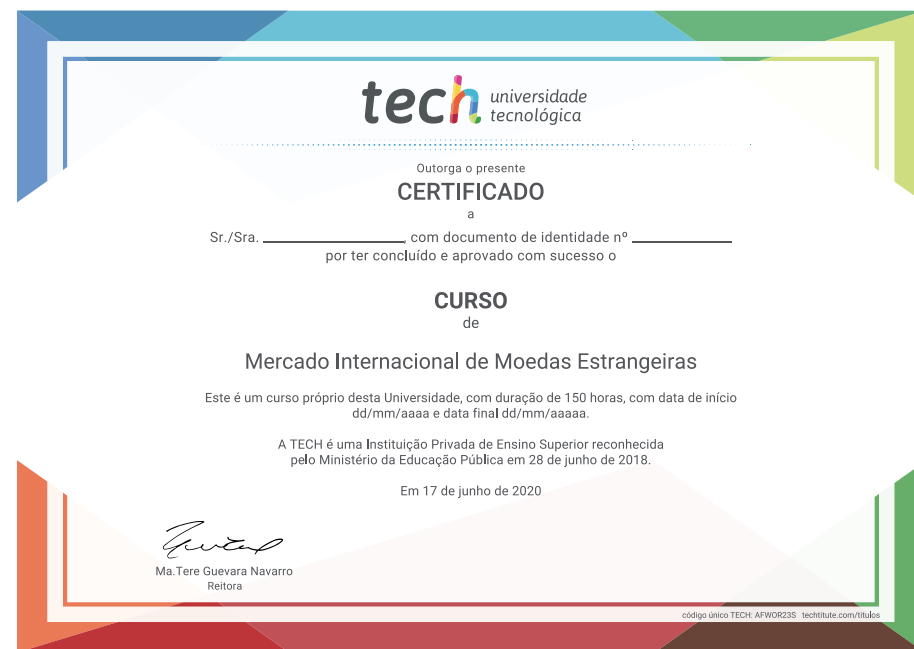 tech universidade
tecnológica
Outorga o presente
CERTIFICADO
a
Sr./Sra. ________________, com documento de identidade nº ____________
por ter concluído e aprovado com sucesso o
CURSO
de
Mercado Internacional de Moedas Estrangeiras
Este é um curso próprio desta Universidade, com duração de 150 horas, com data de início
dd/mm/aaaa e data final dd/mm/aaaaa.
A TECH é uma Instituição Privada de Ensino Superior reconhecida
pelo Ministério da Educação Pública em 28 de junho de 2018.
Em 17 de junho de 2020
Ma.Tere Guevara Navarro
Reitora
código único TECH: AFWOR23S techtitute.com/titulos